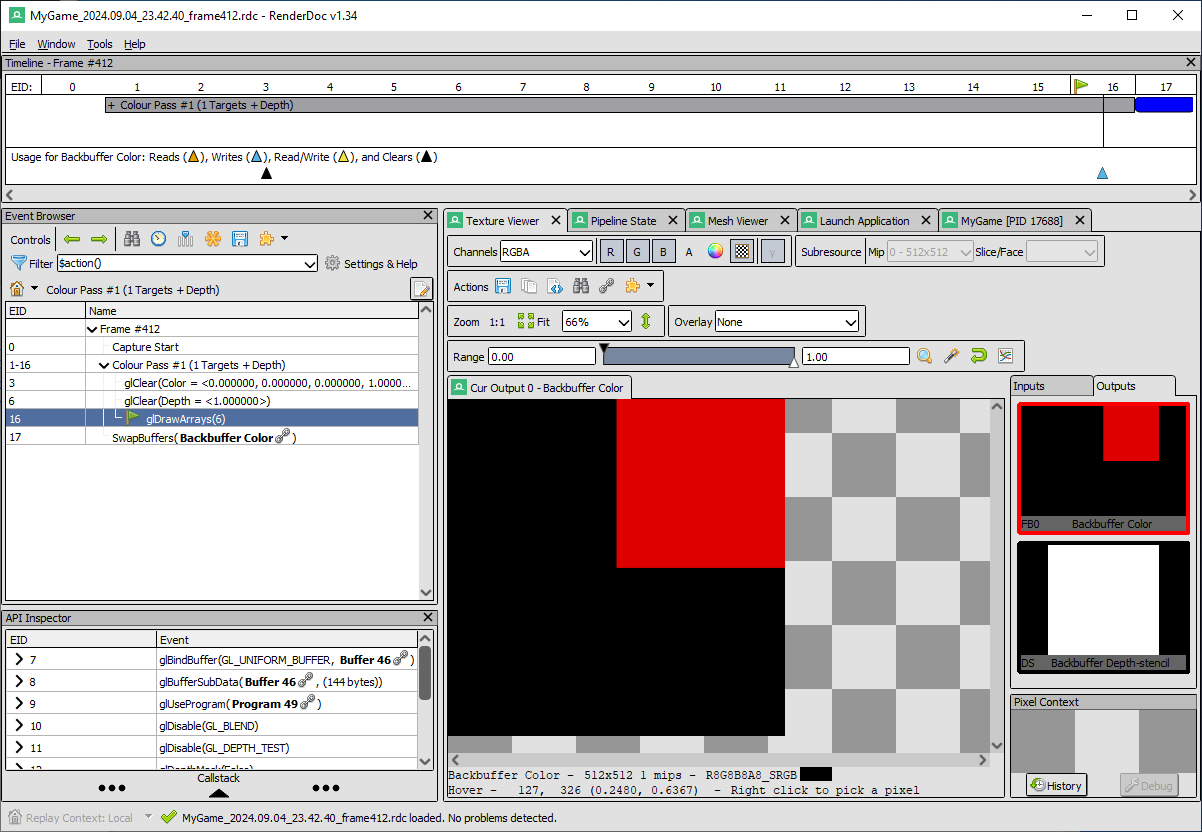 MyGame_2024.09.04_23.42.40_frame412.rdc - RenderDoc v1.34
File Window Tools Help
Timeline - Frame #412
EID: 0 1 2 3 4 5 6 7 8 9 10 11 12 13 14 15 16 17
+ Colour Pass #1 (1 Targets + Depth)
Usage for Backbuffer Color: Reads ( ), Writes ( ), Read/Write ( ), and Clears ( )
Event Browser
Controls
Filter $action() Settings & Help
Colour Pass #1 (1 Targets + Depth)
EID Name
Frame #412
0 Capture Start
1-16 Colour Pass #1 (1 Targets + Depth)
3 glClear(Color = <0.000000, 0.000000, 0.000000, 1.0000...
6 glClear(Depth = <1.000000>)
16 glDrawArrays(6)
17 SwapBuffers( Backbuffer Color )
API Inspector
EID Event
7 glBindBuffer(GL_UNIFORM_BUFFER, Buffer 46 )
8 glBufferSubData( Buffer 46 , (144 bytes))
9 glUseProgram( Program 49 )
10 glDisable(GL_BLEND)
11 glDisable(GL_DEPTH_TEST)
12 glDepthMask(False)
Callstack
Texture Viewer Pipeline State Mesh Viewer Launch Application MyGame [PID 17688]
Channels RGBA R G B A γ Subresource Mip 0 - 512x512 Slice/Face
Actions
Zoom 1:1 Fit 66% Overlay None
Range 0.00 1.00
Cur Output 0 - Backbuffer Color
Backbuffer Color - 512x512 1 mips - R8G8B8A8_SRGB
Hover - 127, 326 (0.2480, 0.6367) - Right click to pick a pixel
Inputs Outputs
FB0 Backbuffer Color
DS Backbuffer Depth-stencil
Pixel Context
History Debug
Replay Context: Local MyGame_2024.09.04_23.42.40_frame412.rdc loaded. No problems detected.